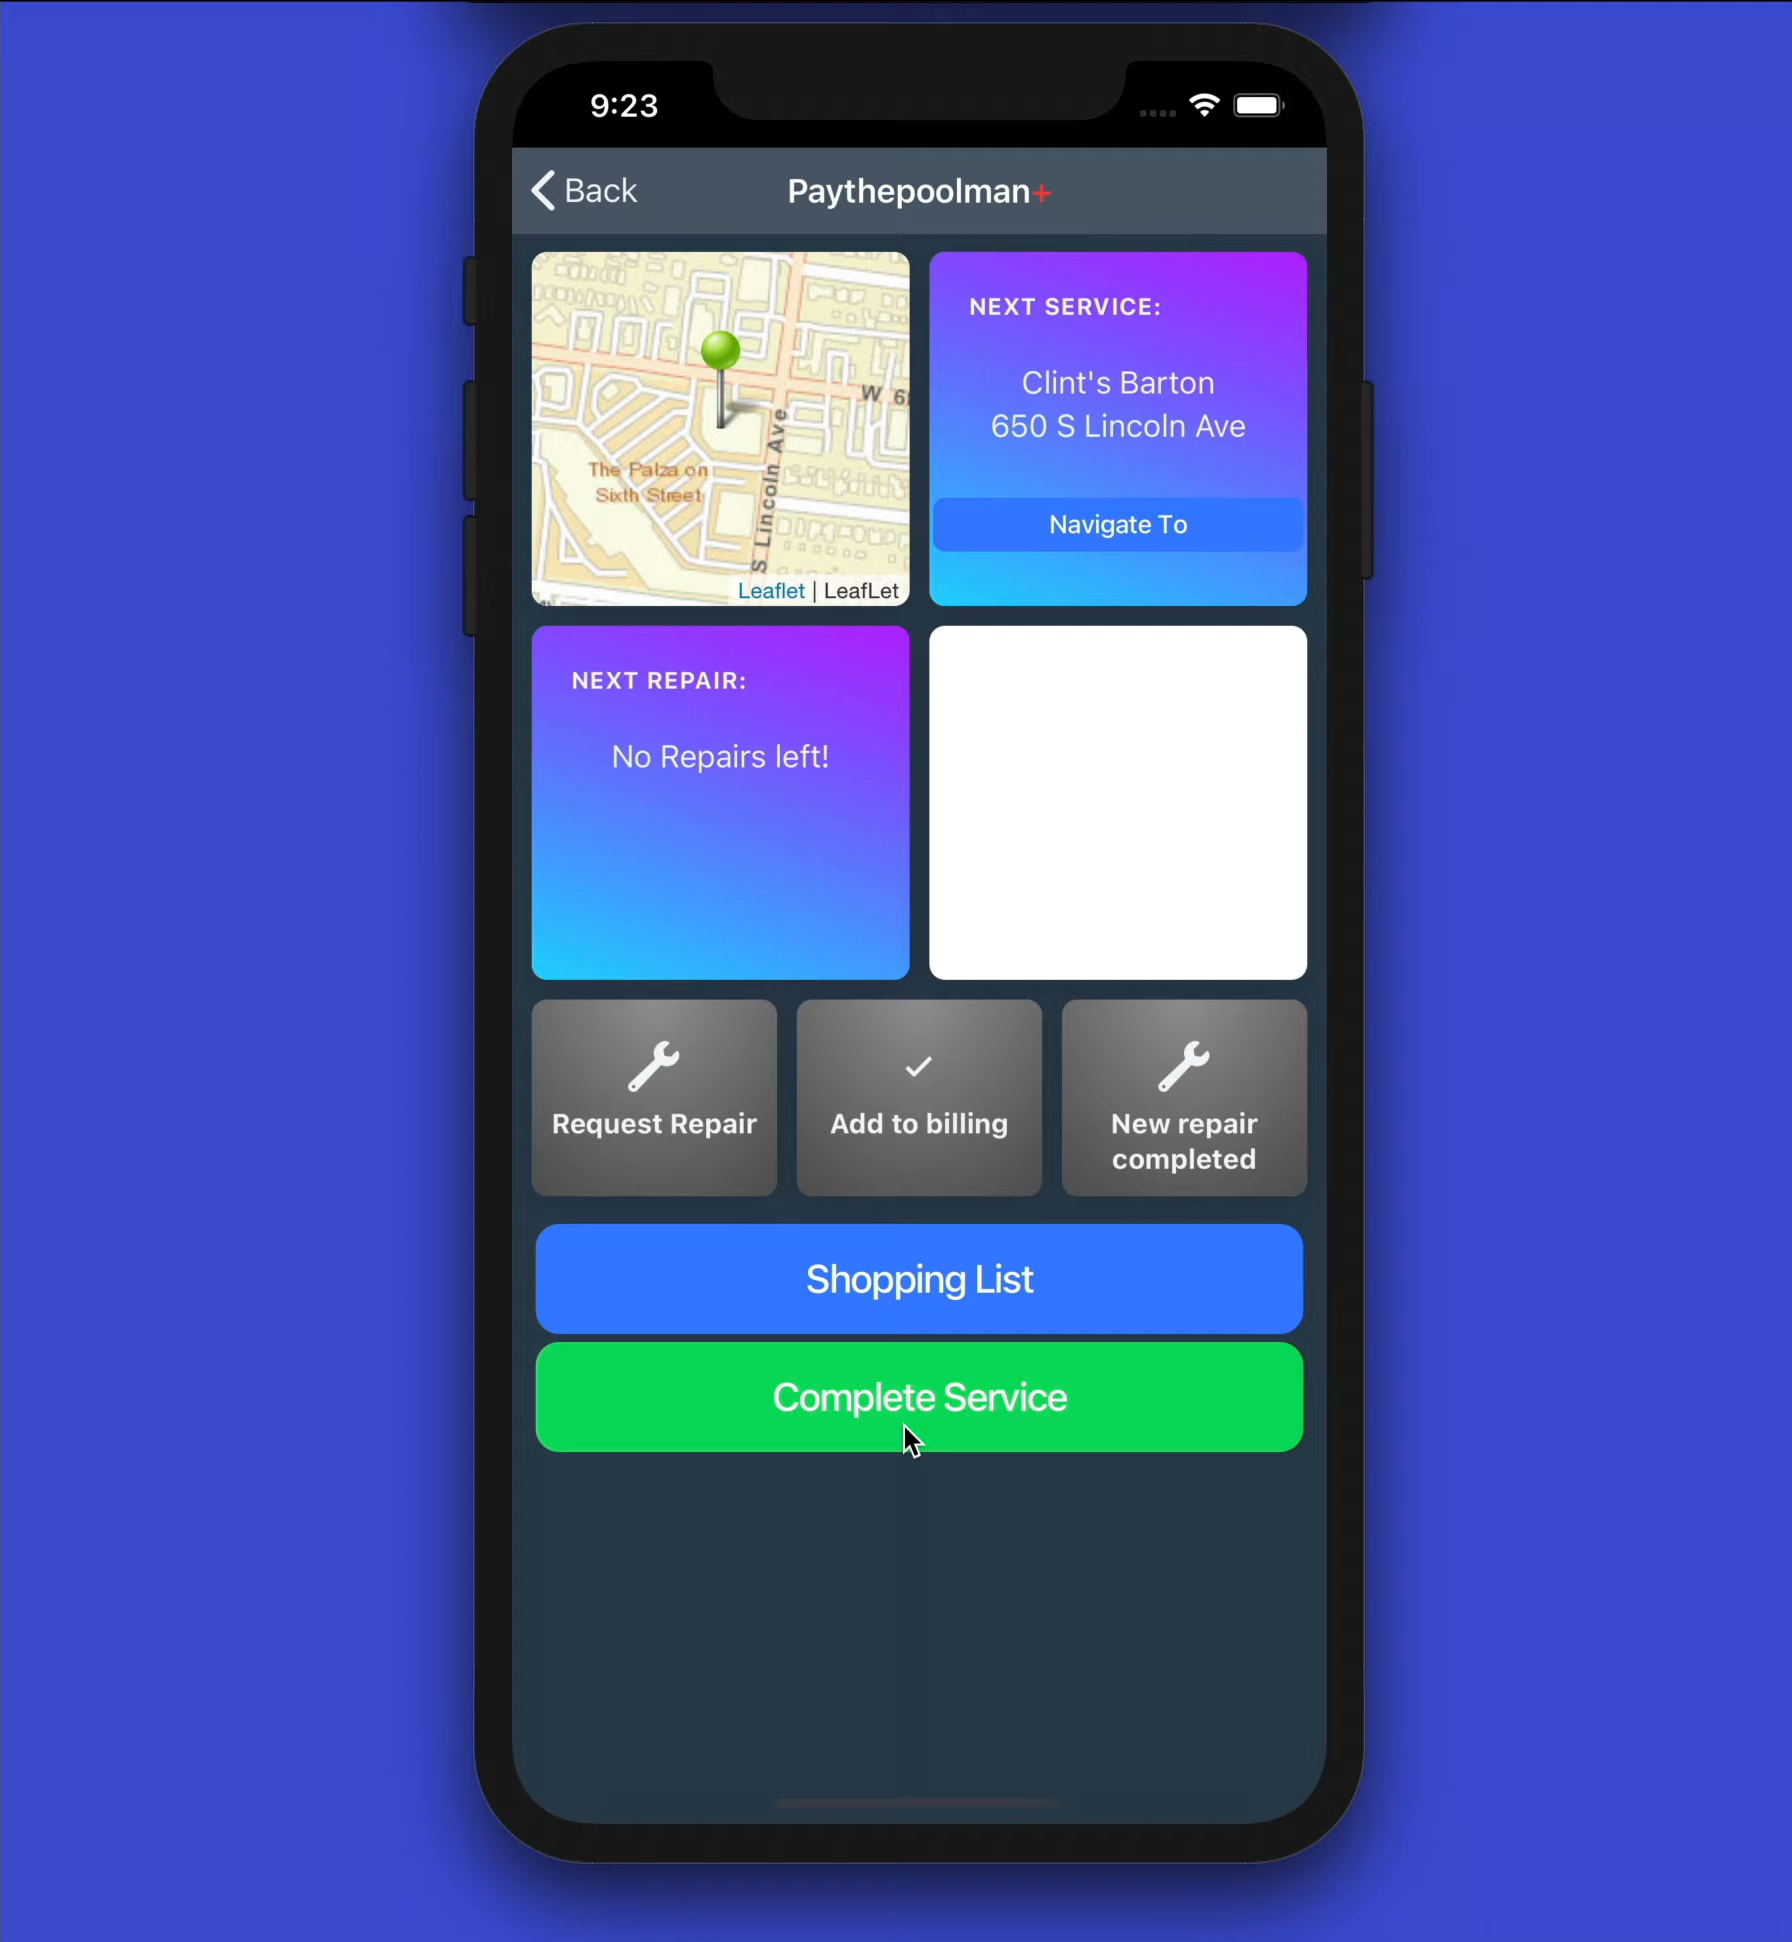 9:23
Back
Paythepoolman+
W 6
S Lincoln Ave
The Palza on
Sixth Street
Leaflet | LeafLet
NEXT SERVICE:
Clint's Barton
650 S Lincoln Ave
Navigate To
NEXT REPAIR:
No Repairs left!
Request Repair
Add to billing
New repair
completed
Shopping List
Complete Service